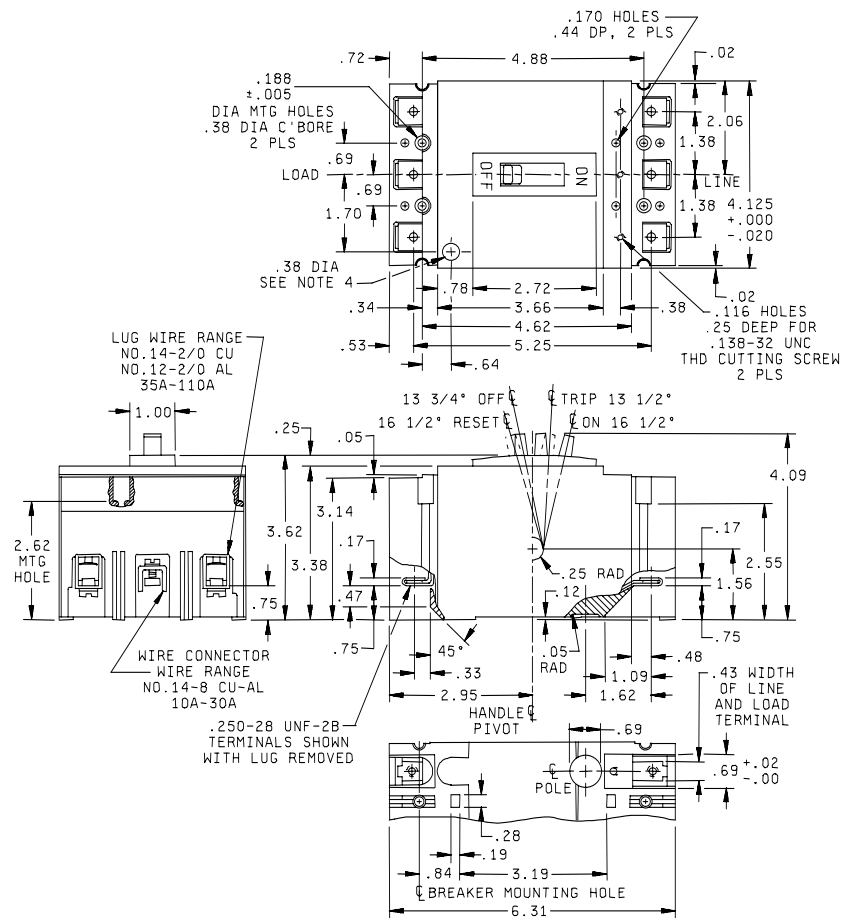 .170 HOLES
.44 DP, 2 PLS
.72
4.88
.02
.188
±.005
DIA MTG HOLES
.38 DIA C'BORE
2 PLS
2.06
1.38
.69
LOAD
OFF
ON
LINE
.69
1.70
1.38
4.125
+.000
-.020
.38 DIA
SEE NOTE 4
.78
2.72
.02
.34
3.66
.38
.116 HOLES
.25 DEEP FOR
.138-32 UNC
THD CUTTING SCREW
2 PLS
4.62
.53
5.25
.64
LUG WIRE RANGE
NO.14-2/0 CU
NO.12-2/0 AL
35A-110A
1.00
13 3/4° OFF ℄
℄ TRIP 13 1/2°
16 1/2° RESET ℄
℄ ON 16 1/2°
.25
.05
4.09
3.14
3.62
3.38
2.62
MTG
HOLE
.17
.47
.75
.75
.25 RAD
.12
.17
2.55
1.56
.75
45°
.33
.05
RAD
.48
1.09
1.62
2.95
HANDLE ℄
PIVOT
WIRE CONNECTOR
WIRE RANGE
NO.14-8 CU-AL
10A-30A
.250-28 UNF-2B
TERMINALS SHOWN
WITH LUG REMOVED
.43 WIDTH
OF LINE
AND LOAD
TERMINAL
.69
℄
POLE
.69 +.02
-.00
.28
.19
.84
3.19
℄ BREAKER MOUNTING HOLE
6.31